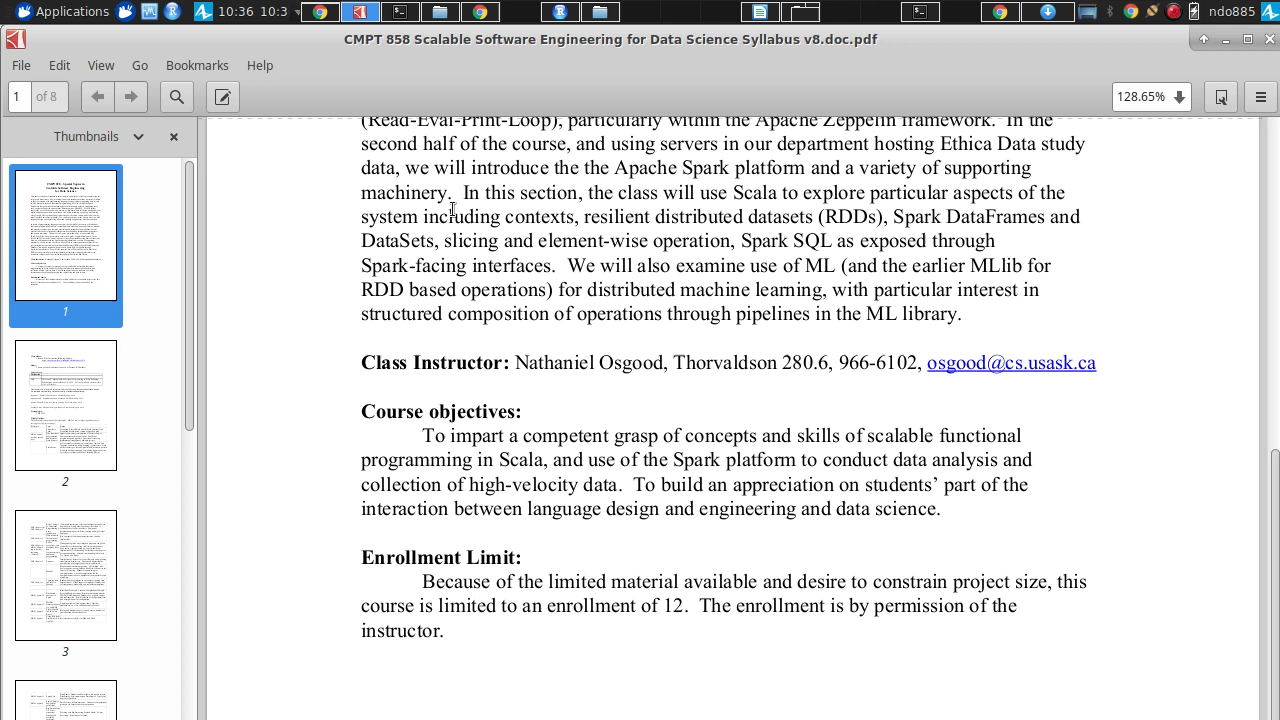 Applications 10:36 10:3 ndo885
CMPT 858 Scalable Software Engineering for Data Science Syllabus v8.doc.pdf
File Edit View Go Bookmarks Help
1 of 8 128.65%
Thumbnails
1
2
3
(Read-Eval-Print-Loop), particularly within the Apache Zeppelin framework. In the
second half of the course, and using servers in our department hosting Ethica Data study
data, we will introduce the the Apache Spark platform and a variety of supporting
machinery. In this section, the class will use Scala to explore particular aspects of the
system including contexts, resilient distributed datasets (RDDs), Spark DataFrames and
DataSets, slicing and element-wise operation, Spark SQL as exposed through
Spark-facing interfaces. We will also examine use of ML (and the earlier MLlib for
RDD based operations) for distributed machine learning, with particular interest in
structured composition of operations through pipelines in the ML library.
Class Instructor: Nathaniel Osgood, Thorvaldson 280.6, 966-6102, osgood@cs.usask.ca
Course objectives:
To impart a competent grasp of concepts and skills of scalable functional
programming in Scala, and use of the Spark platform to conduct data analysis and
collection of high-velocity data. To build an appreciation on students’ part of the
interaction between language design and engineering and data science.
Enrollment Limit:
Because of the limited material available and desire to constrain project size, this
course is limited to an enrollment of 12. The enrollment is by permission of the
instructor.